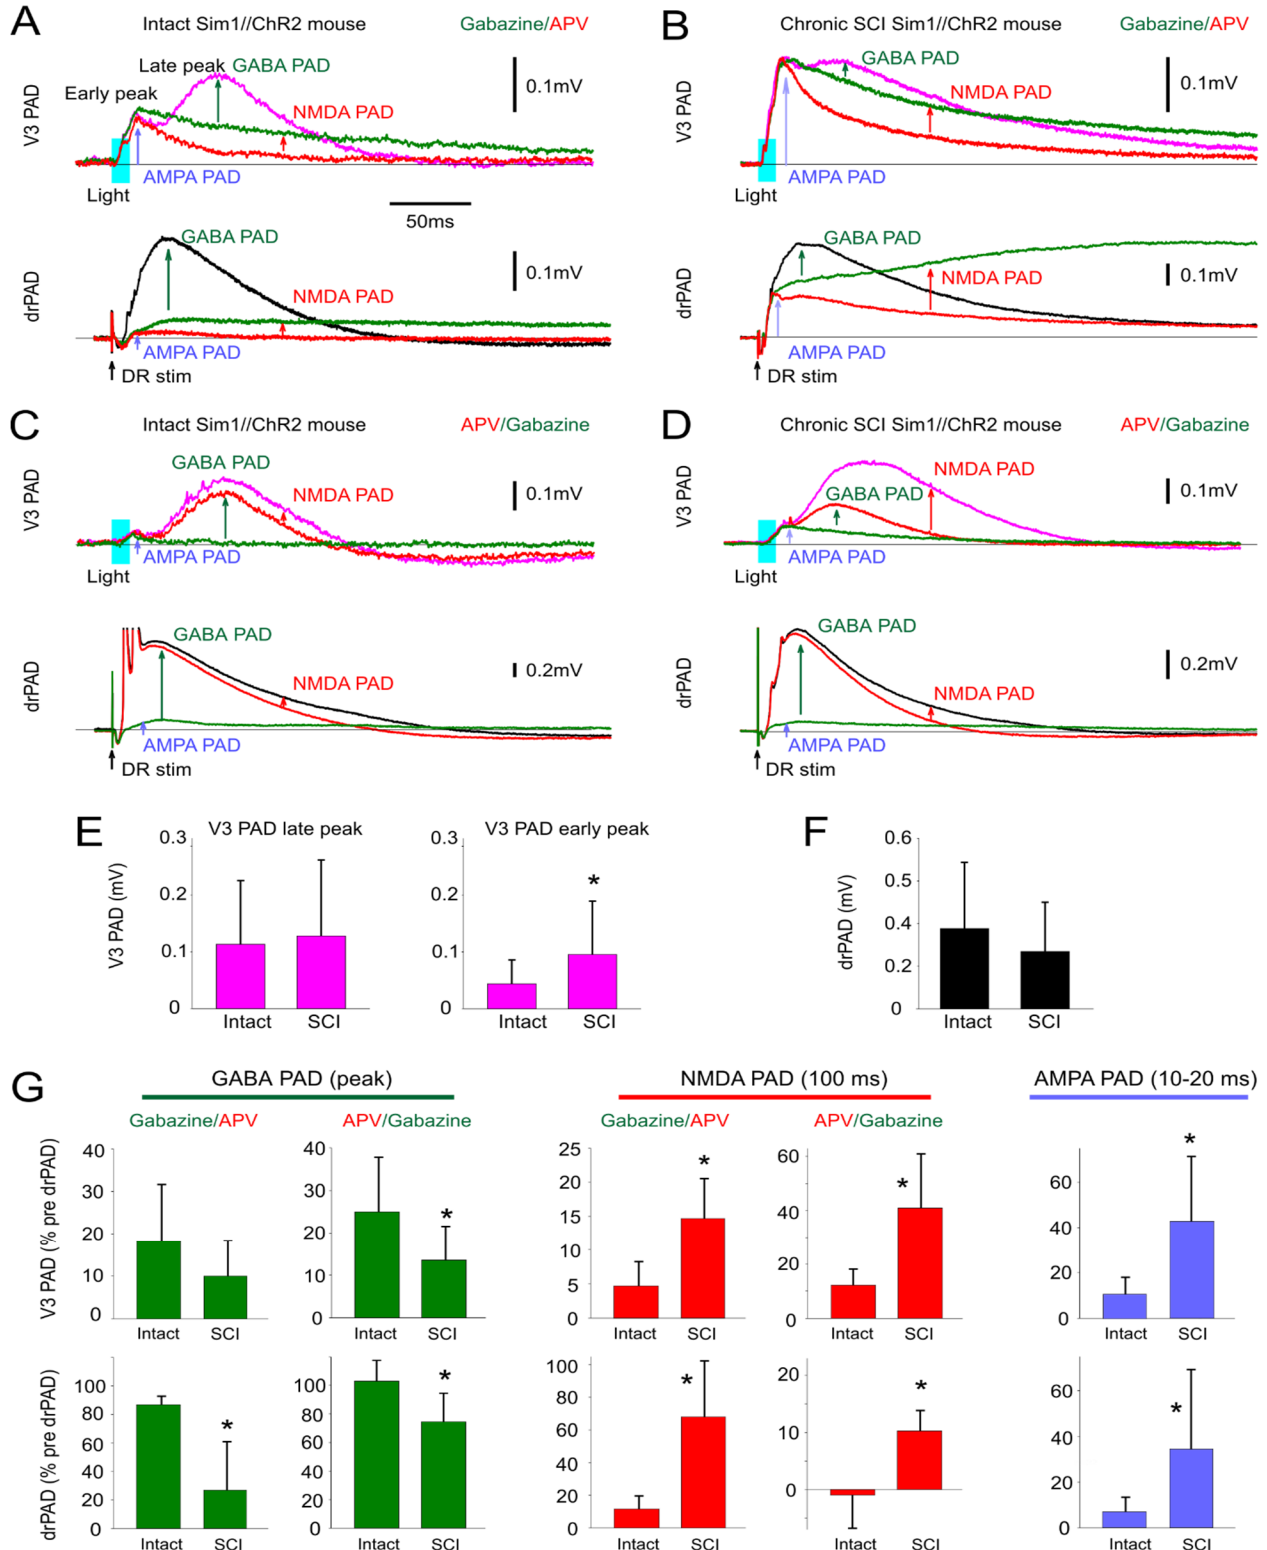 A
Intact Sim1//ChR2 mouse
Gabazine/APV
V3 PAD
Late peak
GABA PAD
Early peak
NMDA PAD
0.1mV
AMPA PAD
Light
50ms
drPAD
GABA PAD
0.1mV
NMDA PAD
AMPA PAD
DR stim
B
Chronic SCI Sim1//ChR2 mouse
Gabazine/APV
V3 PAD
GABA PAD
0.1mV
NMDA PAD
AMPA PAD
Light
drPAD
GABA PAD
0.1mV
NMDA PAD
AMPA PAD
DR stim
C
Intact Sim1//ChR2 mouse
APV/Gabazine
V3 PAD
GABA PAD
NMDA PAD
0.1mV
AMPA PAD
Light
drPAD
GABA PAD
0.2mV
NMDA PAD
AMPA PAD
DR stim
D
Chronic SCI Sim1//ChR2 mouse
APV/Gabazine
V3 PAD
NMDA PAD
GABA PAD
0.1mV
AMPA PAD
Light
drPAD
GABA PAD
0.2mV
NMDA PAD
AMPA PAD
DR stim
E
V3 PAD late peak
V3 PAD (mV)
0.3
0.2
0.1
0
Intact SCI
V3 PAD early peak
0.3
0.2
0.1
0
*
Intact SCI
F
drPAD (mV)
0.6
0.5
0.4
0.2
0
Intact SCI
G
GABA PAD (peak)
NMDA PAD (100 ms)
AMPA PAD (10-20 ms)
Gabazine/APV
APV/Gabazine
Gabazine/APV
APV/Gabazine
V3 PAD (% pre drPAD)
40
30
20
10
0
Intact SCI
40
30
20
10
0
*
Intact SCI
25
20
15
10
5
0
*
Intact SCI
60
40
20
0
*
Intact SCI
60
40
20
0
*
Intact SCI
drPAD (% pre drPAD)
100
80
60
40
20
0
*
Intact SCI
100
80
60
40
20
0
*
Intact SCI
100
80
60
40
20
0
*
Intact SCI
20
10
0
*
Intact SCI
60
40
20
0
*
Intact SCI